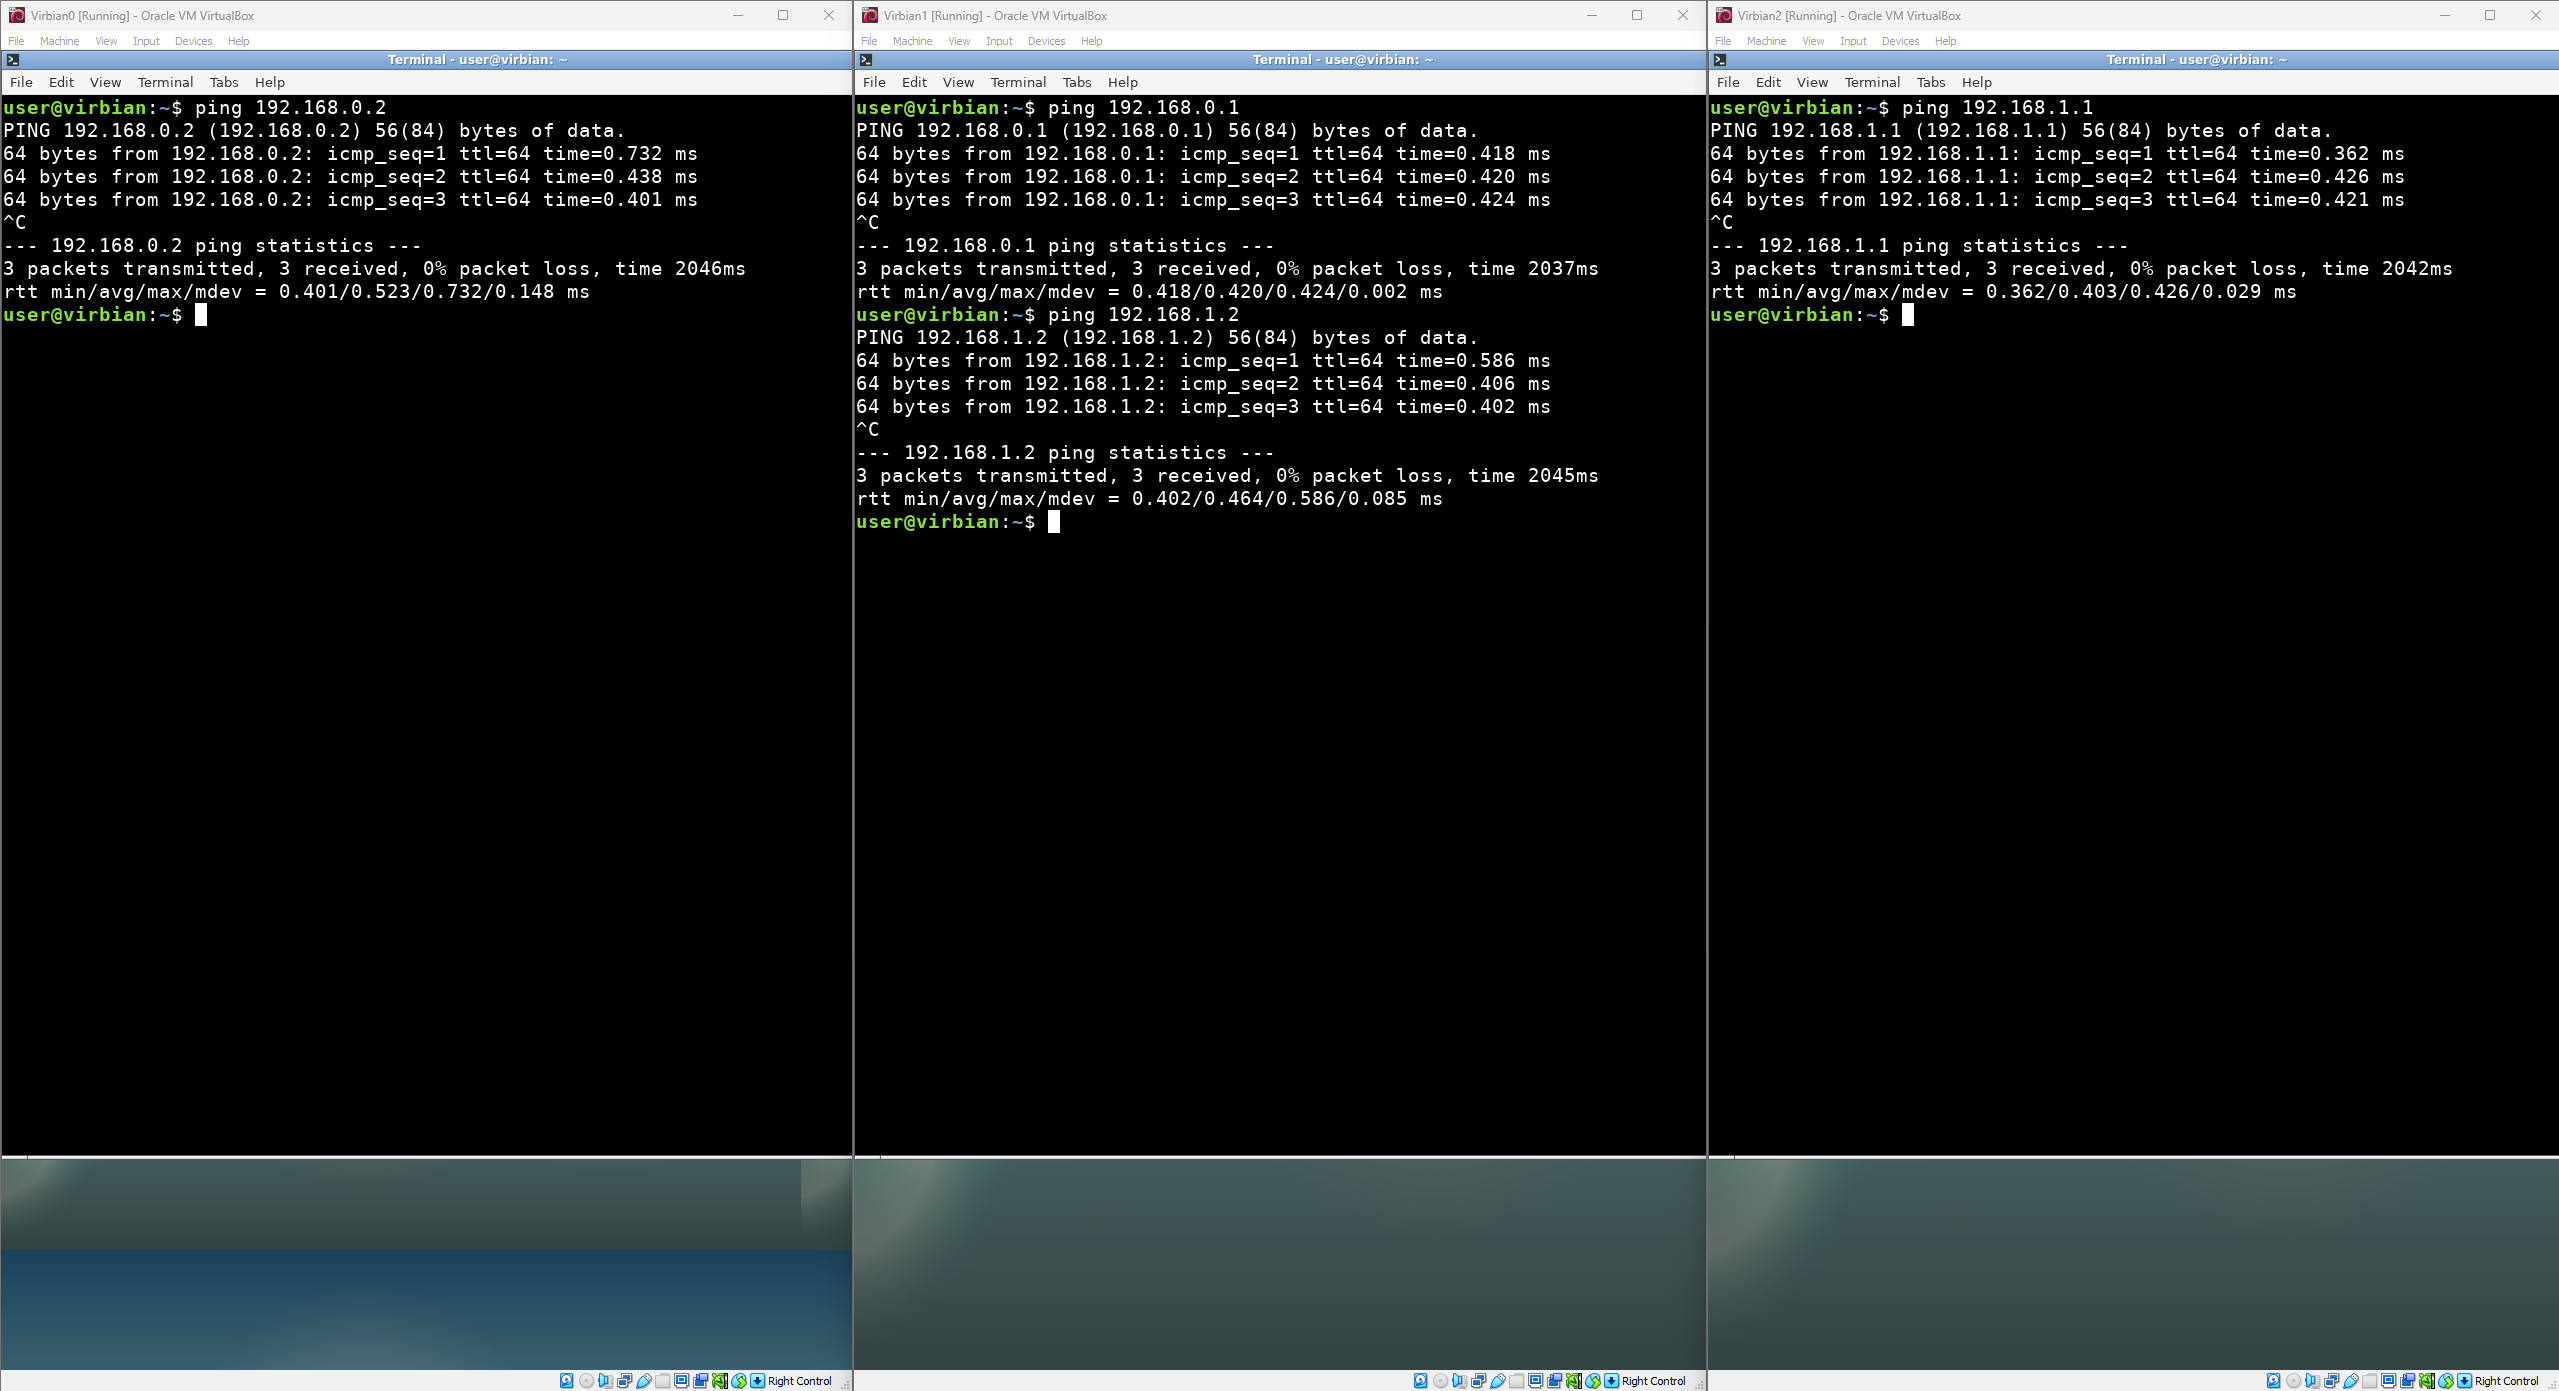 Virbian0 [Running] - Oracle VM VirtualBox
File Machine View Input Devices Help
Terminal - user@virbian: ~
File Edit View Terminal Tabs Help
user@virbian:~$ ping 192.168.0.2
PING 192.168.0.2 (192.168.0.2) 56(84) bytes of data.
64 bytes from 192.168.0.2: icmp_seq=1 ttl=64 time=0.732 ms
64 bytes from 192.168.0.2: icmp_seq=2 ttl=64 time=0.438 ms
64 bytes from 192.168.0.2: icmp_seq=3 ttl=64 time=0.401 ms
^C
--- 192.168.0.2 ping statistics ---
3 packets transmitted, 3 received, 0% packet loss, time 2046ms
rtt min/avg/max/mdev = 0.401/0.523/0.732/0.148 ms
user@virbian:~$
Right Control
Virbian1 [Running] - Oracle VM VirtualBox
File Machine View Input Devices Help
Terminal - user@virbian: ~
File Edit View Terminal Tabs Help
user@virbian:~$ ping 192.168.0.1
PING 192.168.0.1 (192.168.0.1) 56(84) bytes of data.
64 bytes from 192.168.0.1: icmp_seq=1 ttl=64 time=0.418 ms
64 bytes from 192.168.0.1: icmp_seq=2 ttl=64 time=0.420 ms
64 bytes from 192.168.0.1: icmp_seq=3 ttl=64 time=0.424 ms
^C
--- 192.168.0.1 ping statistics ---
3 packets transmitted, 3 received, 0% packet loss, time 2037ms
rtt min/avg/max/mdev = 0.418/0.420/0.424/0.002 ms
user@virbian:~$ ping 192.168.1.2
PING 192.168.1.2 (192.168.1.2) 56(84) bytes of data.
64 bytes from 192.168.1.2: icmp_seq=1 ttl=64 time=0.586 ms
64 bytes from 192.168.1.2: icmp_seq=2 ttl=64 time=0.406 ms
64 bytes from 192.168.1.2: icmp_seq=3 ttl=64 time=0.402 ms
^C
--- 192.168.1.2 ping statistics ---
3 packets transmitted, 3 received, 0% packet loss, time 2045ms
rtt min/avg/max/mdev = 0.402/0.464/0.586/0.085 ms
user@virbian:~$
Right Control
Virbian2 [Running] - Oracle VM VirtualBox
File Machine View Input Devices Help
Terminal - user@virbian: ~
File Edit View Terminal Tabs Help
user@virbian:~$ ping 192.168.1.1
PING 192.168.1.1 (192.168.1.1) 56(84) bytes of data.
64 bytes from 192.168.1.1: icmp_seq=1 ttl=64 time=0.362 ms
64 bytes from 192.168.1.1: icmp_seq=2 ttl=64 time=0.426 ms
64 bytes from 192.168.1.1: icmp_seq=3 ttl=64 time=0.421 ms
^C
--- 192.168.1.1 ping statistics ---
3 packets transmitted, 3 received, 0% packet loss, time 2042ms
rtt min/avg/max/mdev = 0.362/0.403/0.426/0.029 ms
user@virbian:~$
Right Control